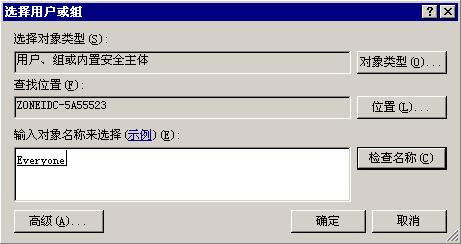 选择用户或组
选择对象类型(S):
用户、组或内置安全主体
对象类型(O)...
查找位置(F):
ZONEIDC-5A55523
位置(L)...
输入对象名称来选择(示例)(E):
Everyone
检查名称(C)
高级(A)...
确定
取消